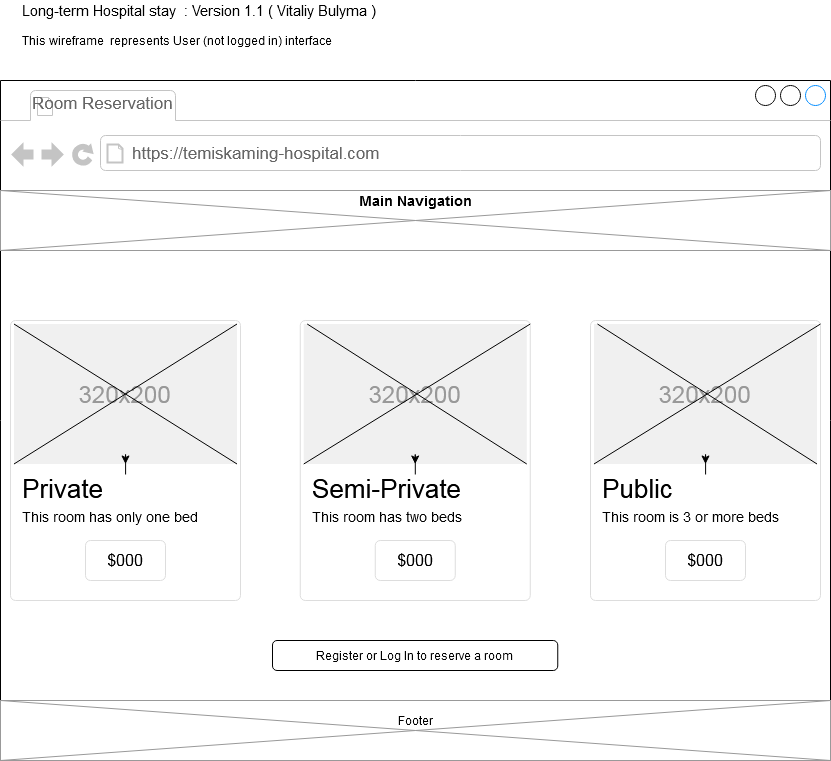 Long-term Hospital stay : Version 1.1 ( Vitaliy Bulyma )
This wireframe represents User (not logged in) interface
Room Reservation
https://temiskaming-hospital.com
Main Navigation
320x200
320x200
320x200
Private
Semi-Private
Public
This room has only one bed
This room has two beds
This room is 3 or more beds
$000
$000
$000
Register or Log In to reserve a room
Footer